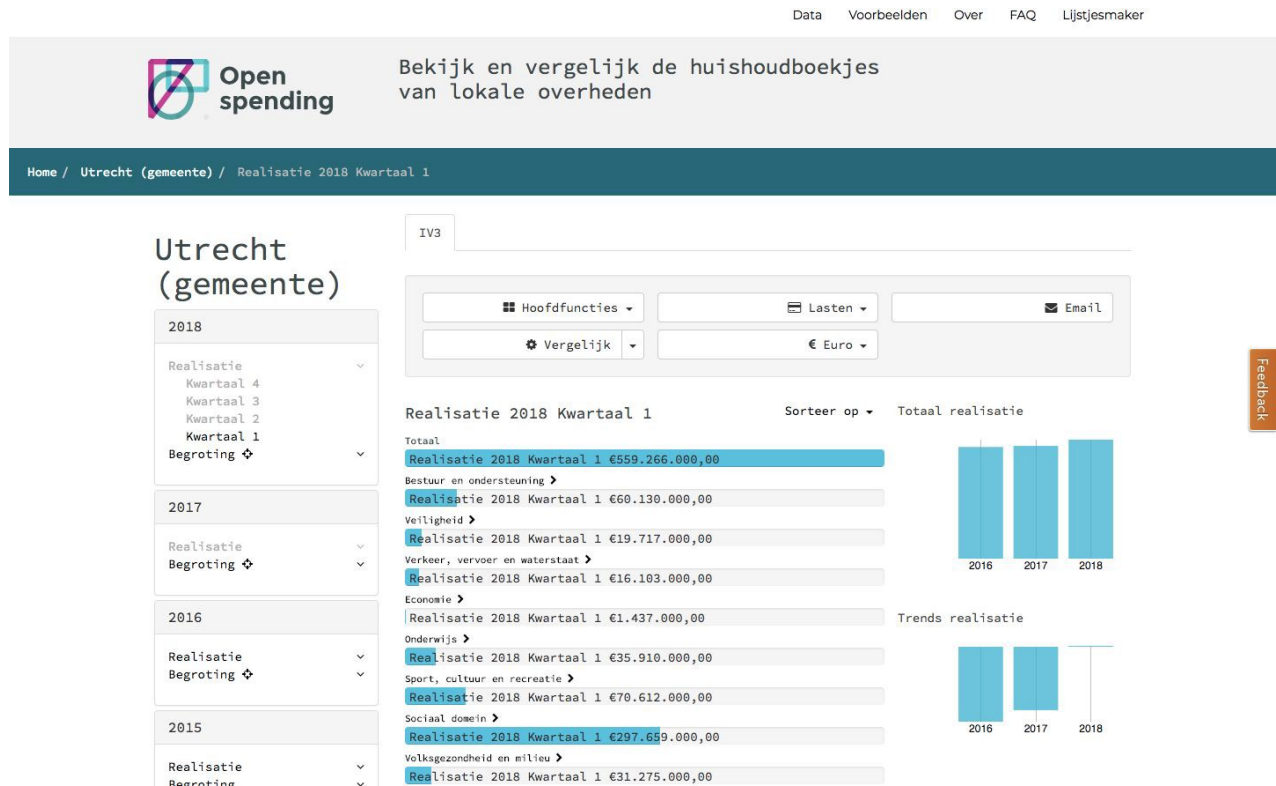 Data Voorbeelden Over FAQ Lijstjesmaker
Open
spending
Bekijk en vergelijk de huishoudboekjes
van lokale overheden
Home / Utrecht (gemeente) / Realisatie 2018 Kwartaal 1
Utrecht
(gemeente)
2018
Realisatie
Kwartaal 4
Kwartaal 3
Kwartaal 2
Kwartaal 1
Begroting
2017
Realisatie
Begroting
2016
Realisatie
Begroting
2015
Realisatie
Begroting
IV3
Hoofdfuncties
Lasten
Email
Vergelijk
€ Euro
Realisatie 2018 Kwartaal 1
Sorteer op
Totaal
Realisatie 2018 Kwartaal 1 €559.266.000,00
Bestuur en ondersteuning
Realisatie 2018 Kwartaal 1 €60.130.000,00
Veiligheid
Realisatie 2018 Kwartaal 1 €19.717.000,00
Verkeer, vervoer en waterstaat
Realisatie 2018 Kwartaal 1 €16.103.000,00
Economie
Realisatie 2018 Kwartaal 1 €1.437.000,00
Onderwijs
Realisatie 2018 Kwartaal 1 €35.910.000,00
Sport, cultuur en recreatie
Realisatie 2018 Kwartaal 1 €70.612.000,00
Sociaal domein
Realisatie 2018 Kwartaal 1 €297.659.000,00
Volksgezondheid en milieu
Realisatie 2018 Kwartaal 1 €31.275.000,00
Totaal realisatie
2016 2017 2018
Trends realisatie
2016 2017 2018
Feedback